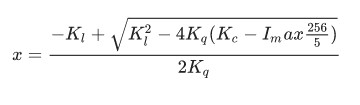 x = \frac{-K_l + \sqrt{K_l^2 - 4K_q(K_c - I_max\frac{256}{5})}}{2K_q}